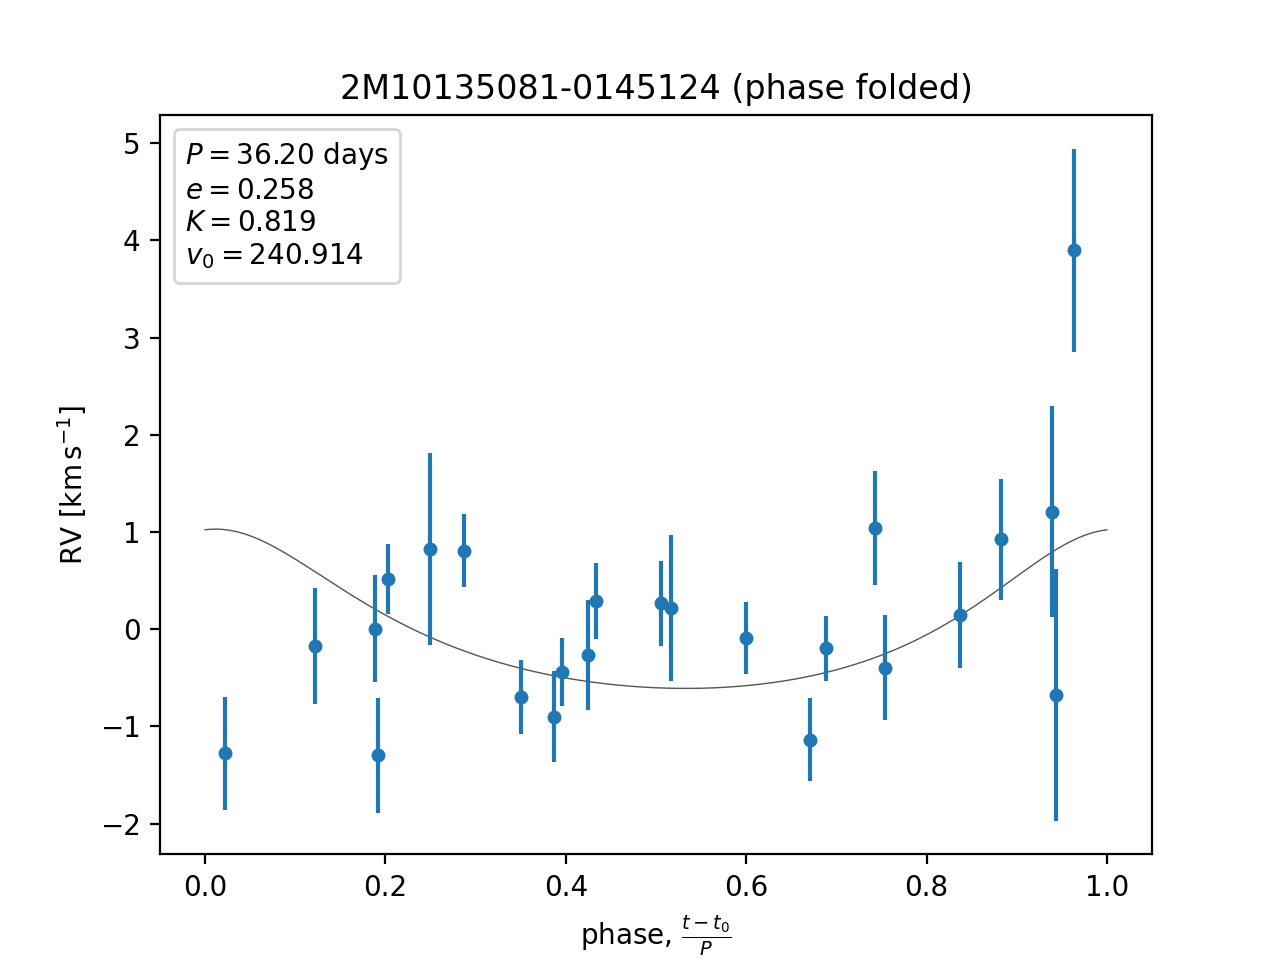 2M10135081-0145124 (phase folded)
P = 36.20 days
e = 0.258
K = 0.819
v₀ = 240.914
5
4
3
2
1
0
−1
−2
RV [km s⁻¹]
0.0 0.2 0.4 0.6 0.8 1.0
phase, (t − t₀)/P